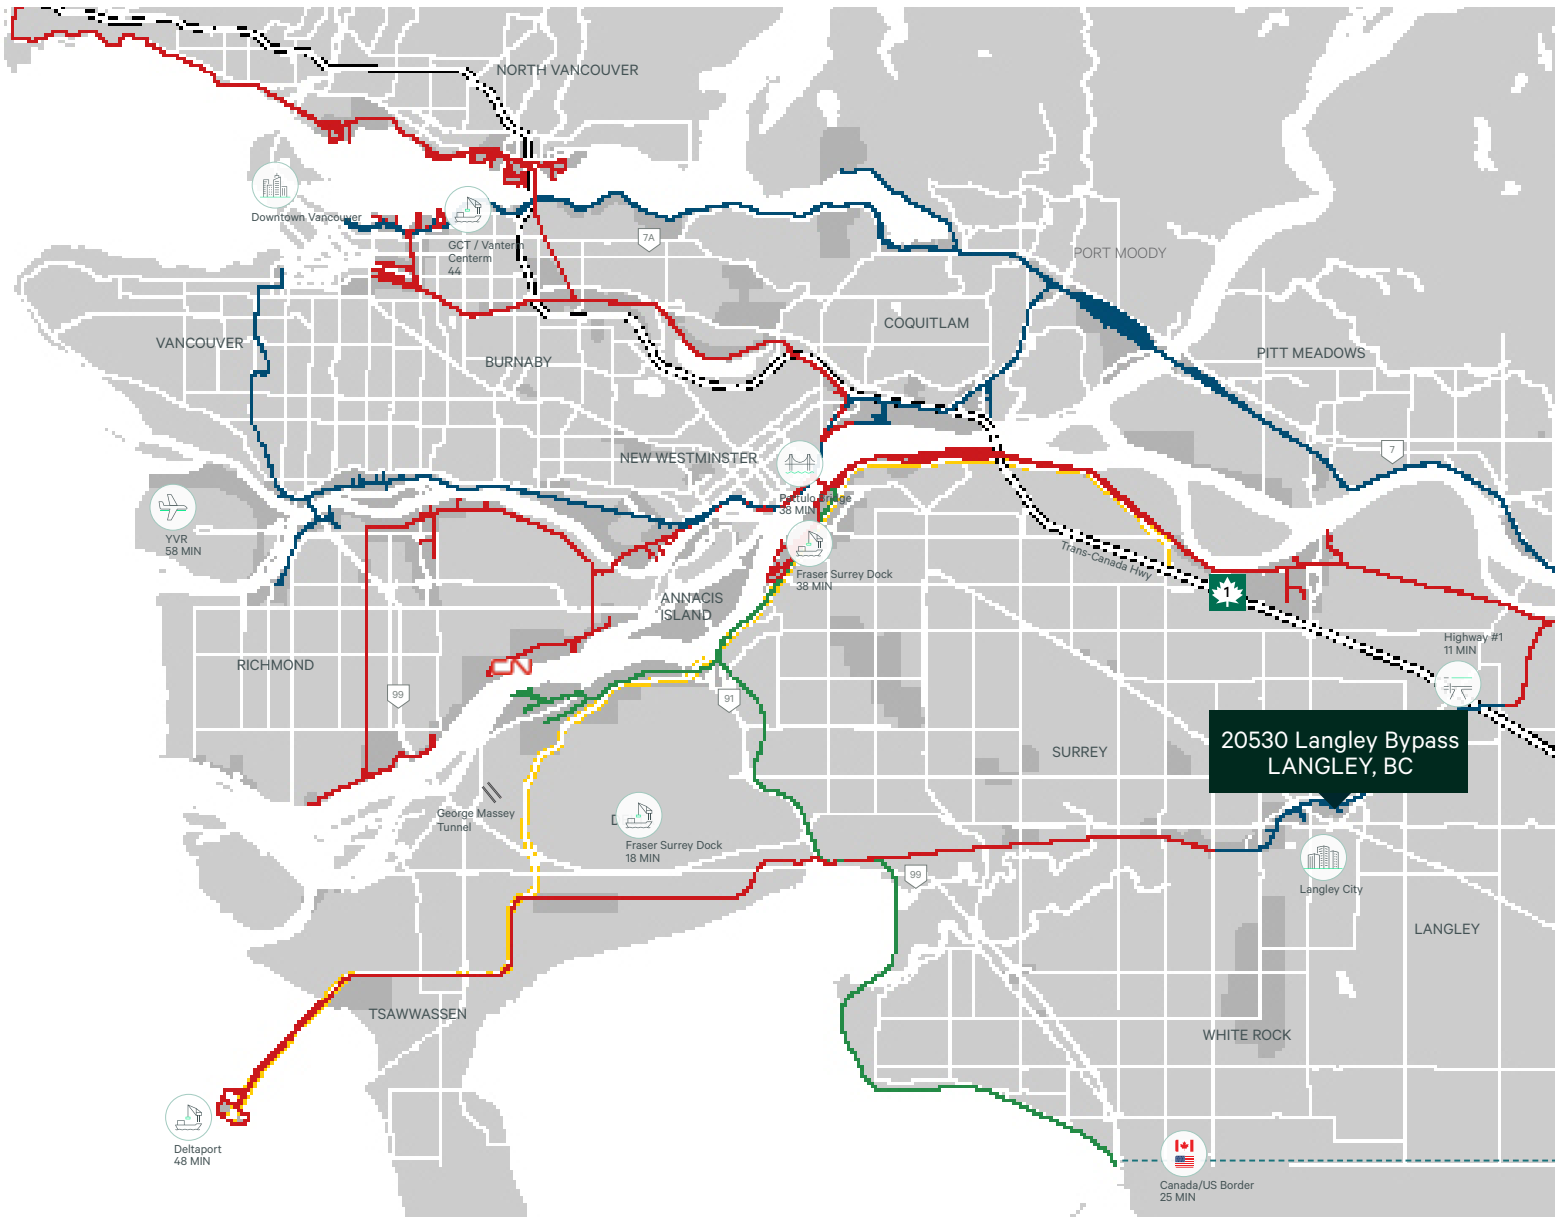 NORTH VANCOUVER
Downtown Vancouver
GCT / Vanterm
Centerm
44
7A
PORT MOODY
COQUITLAM
VANCOUVER
BURNABY
PITT MEADOWS
NEW WESTMINSTER
7
Pattulo Bridge
38 MIN
YVR
58 MIN
Trans-Canada Hwy
Fraser Surrey Dock
38 MIN
1
ANNACIS
ISLAND
Highway #1
11 MIN
RICHMOND
CN
99
91
20530 Langley Bypass
LANGLEY, BC
SURREY
George Massey
Tunnel
Fraser Surrey Dock
18 MIN
99
Langley City
LANGLEY
TSAWWASSEN
WHITE ROCK
Deltaport
48 MIN
Canada/US Border
25 MIN